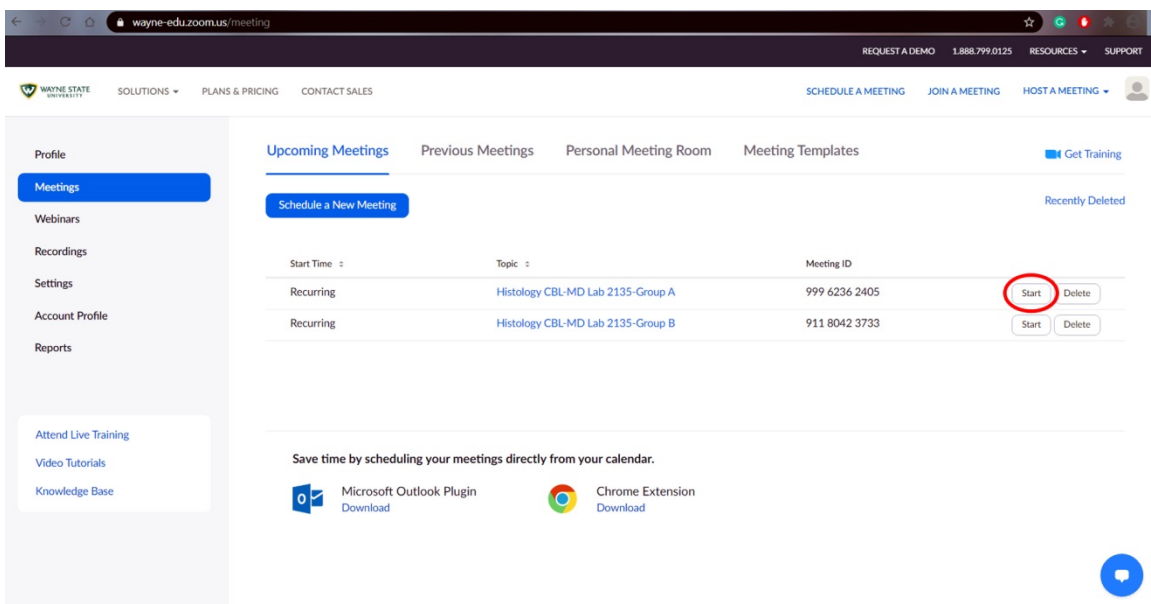 wayne-edu.zoom.us/meeting
REQUEST A DEMO 1.888.799.0125 RESOURCES SUPPORT
WAYNE STATE
UNIVERSITY
SOLUTIONS PLANS & PRICING CONTACT SALES SCHEDULE A MEETING JOIN A MEETING HOST A MEETING
Profile
Meetings
Webinars
Recordings
Settings
Account Profile
Reports
Attend Live Training
Video Tutorials
Knowledge Base
Upcoming Meetings Previous Meetings Personal Meeting Room Meeting Templates Get Training
Schedule a New Meeting Recently Deleted
Start Time Topic Meeting ID
Recurring Histology CBL-MD Lab 2135-Group A 999 6236 2405 Start Delete
Recurring Histology CBL-MD Lab 2135-Group B 911 8042 3733 Start Delete
Save time by scheduling your meetings directly from your calendar.
Microsoft Outlook Plugin
Download
Chrome Extension
Download